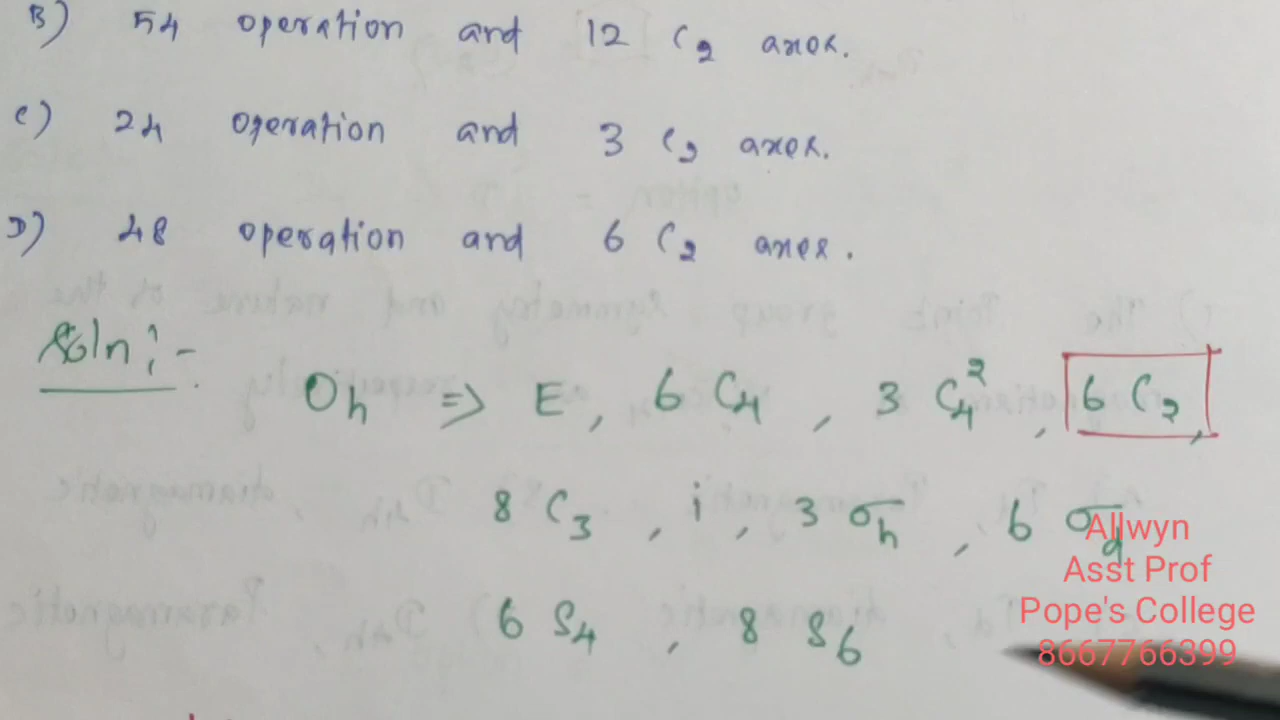 B) 54 operation and 12 C2 axes.
C) 24 operation and 3 C2 axes.
D) 48 operation and 6 C2 axes.
Soln :-
Oh => E, 6 C4, 3 C4², 6 C2,
8 C3, i, 3 σh, 6 σd
6 S4, 8 S6
Allwyn
Asst Prof
Pope's College
8667766399